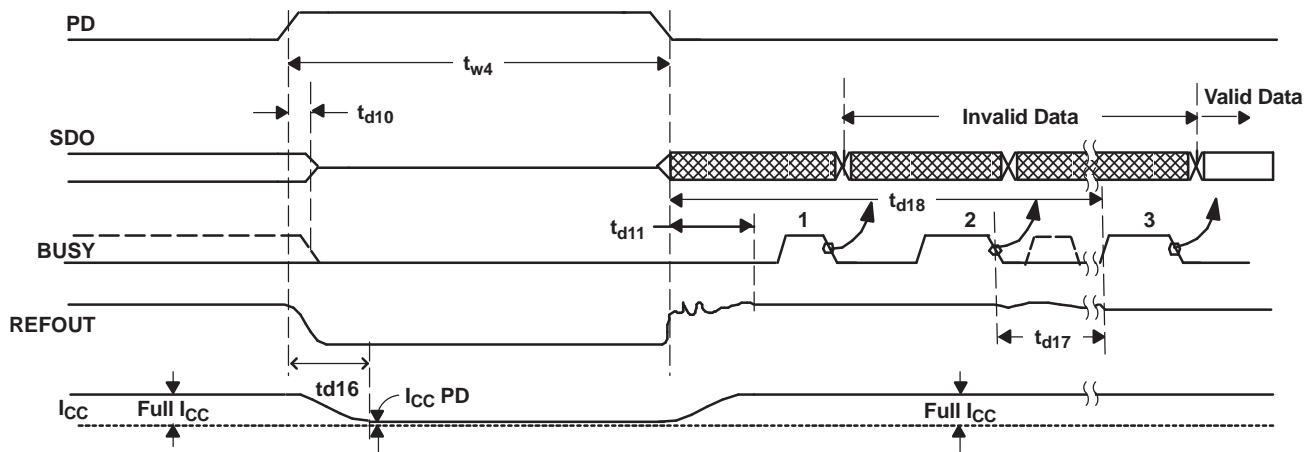 PD
tw4
td10
Invalid Data
Valid Data
SDO
td18
td11
1
2
3
BUSY
REFOUT
td17
td16
ICC PD
ICC
Full ICC
Full ICC